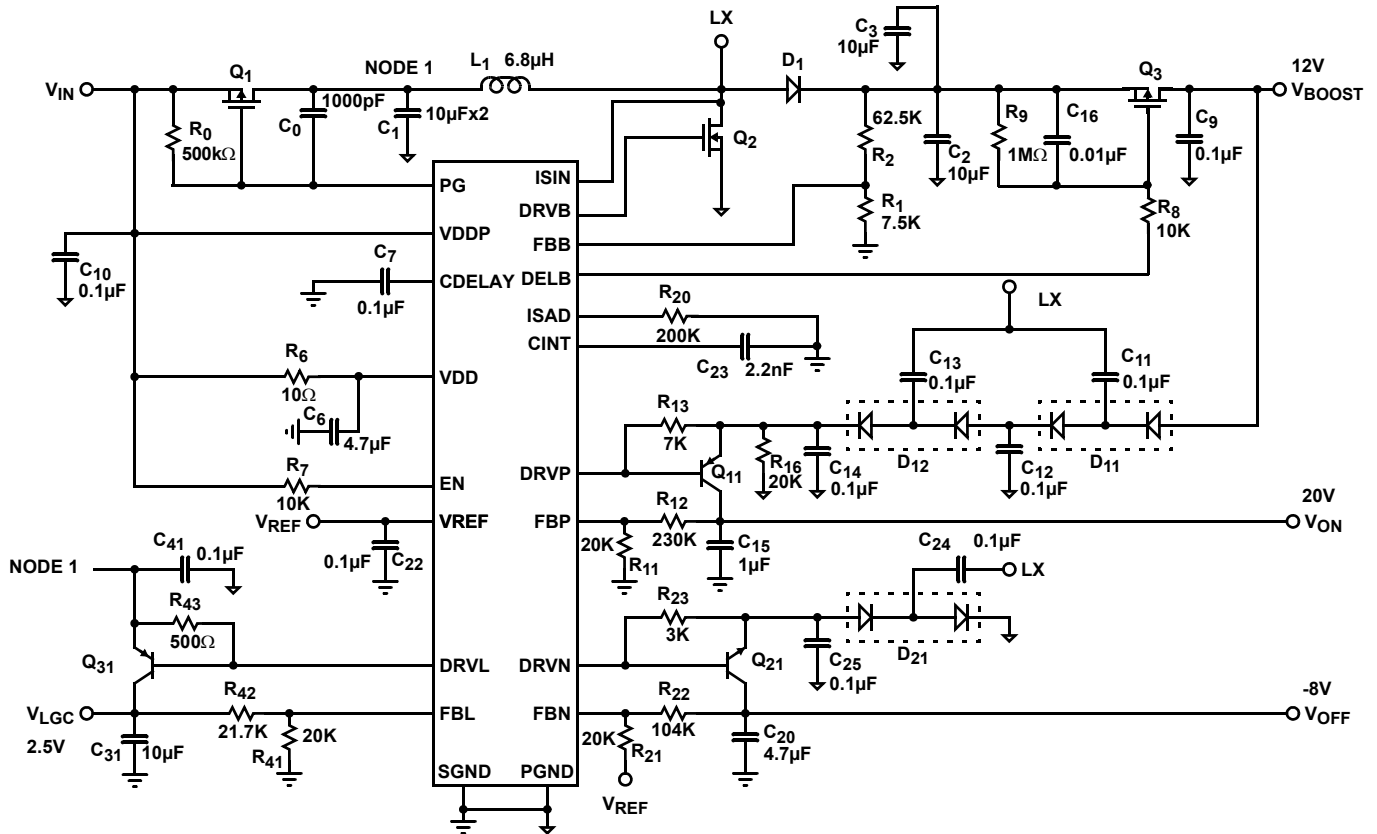 LX
C3
10µF
VIN
Q1
NODE 1
L1 6.8µH
D1
Q3
12V
VBOOST
R0
500kΩ
1000pF
C0
C1
10µFx2
Q2
62.5K
R2
R1
7.5K
C2
10µF
R9
1MΩ
C16
0.01µF
C9
0.1µF
R8
10K
PG
VDDP
CDELAY
VDD
EN
VREF
DRVL
FBL
SGND
ISIN
DRVB
FBB
DELB
ISAD
CINT
DRVP
FBP
DRVN
FBN
PGND
C10
0.1µF
C7
0.1µF
R20
200K
C23 2.2nF
LX
C13
0.1µF
C11
0.1µF
R6
10Ω
C6
4.7µF
R7
10K
R13
7K
Q11
R16
20K
C14
0.1µF
D12
C12
0.1µF
D11
VREF
0.1µF
C22
20K
R11
R12
230K
C15
1µF
20V
VON
NODE 1
C41
0.1µF
R43
500Ω
Q31
R23
3K
Q21
C25
0.1µF
D21
C24
0.1µF
LX
VLGC
2.5V
C31
10µF
R42
21.7K
20K
R41
20K
R21
VREF
R22
104K
C20
4.7µF
-8V
VOFF